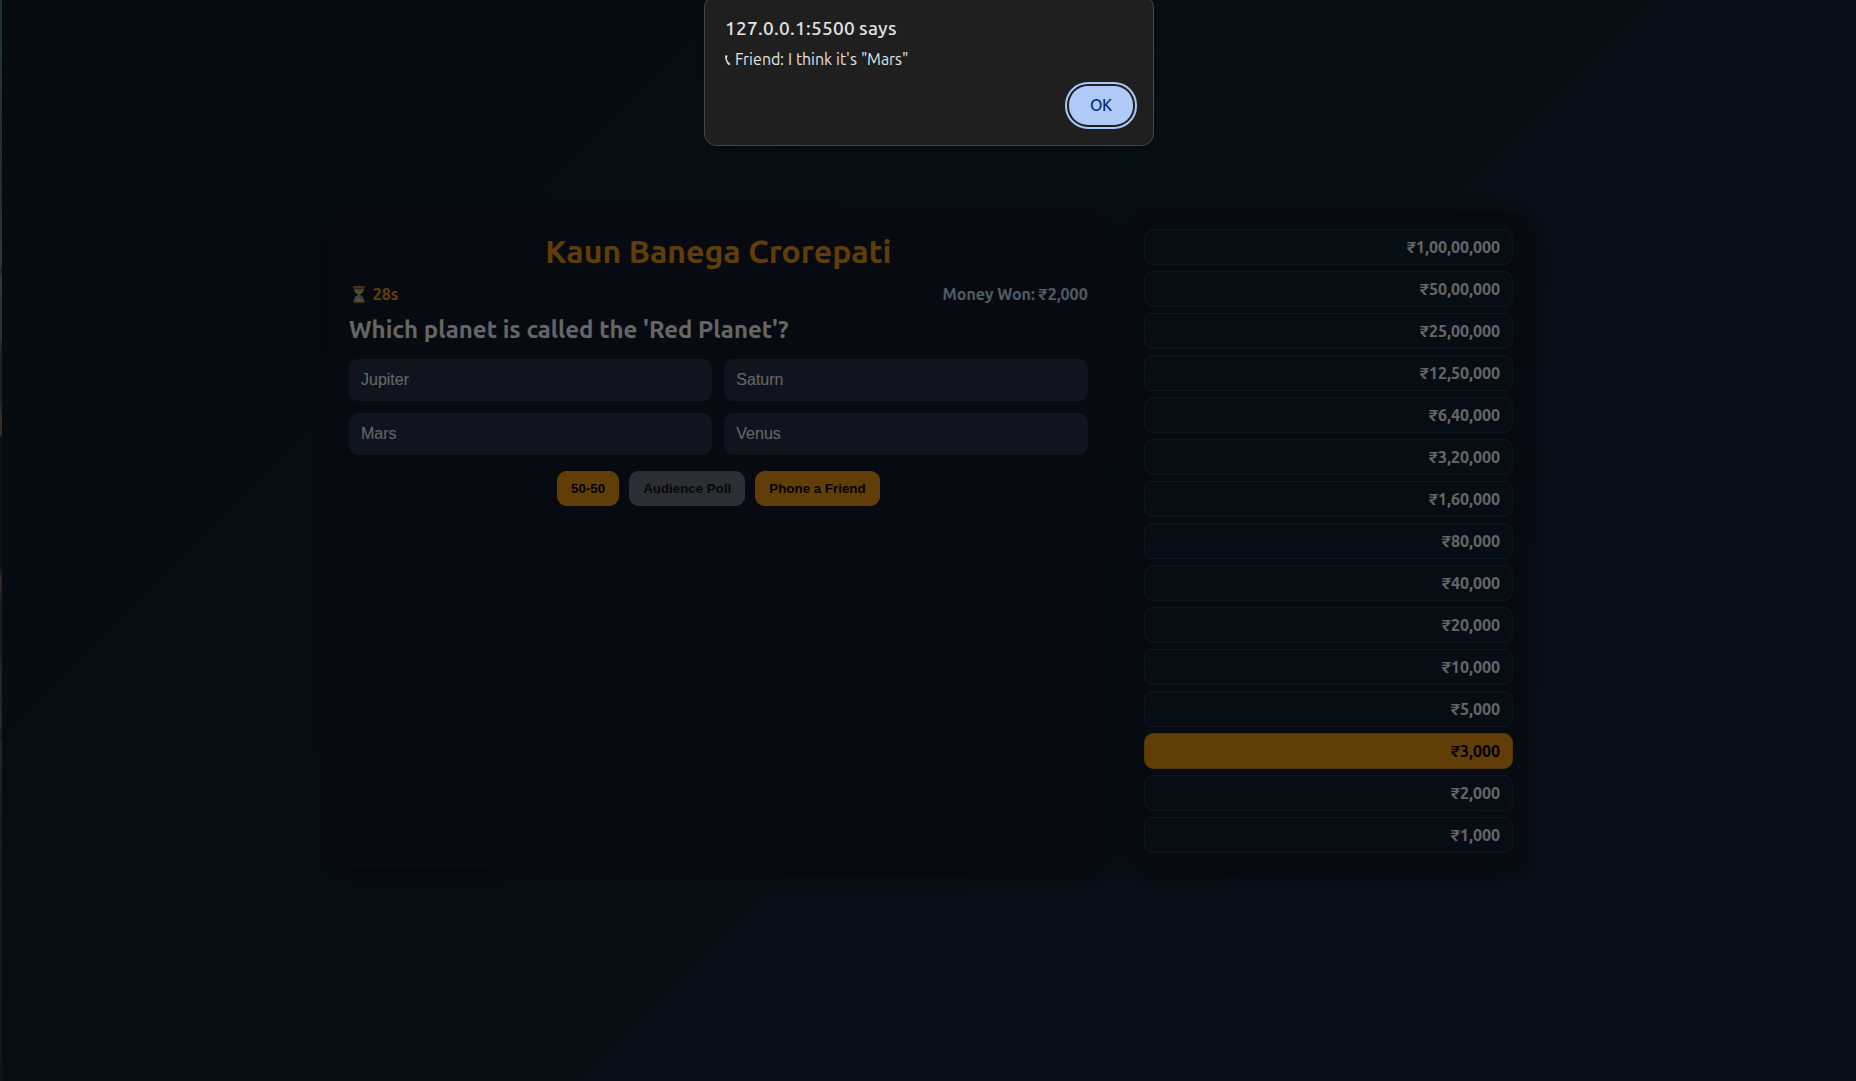 127.0.0.1:5500 says
Friend: I think it's "Mars"
OK
Kaun Banega Crorepati
⏳ 28s
Money Won: ₹2,000
Which planet is called the 'Red Planet'?
Jupiter
Saturn
Mars
Venus
50-50
Audience Poll
Phone a Friend
₹1,00,00,000
₹50,00,000
₹25,00,000
₹12,50,000
₹6,40,000
₹3,20,000
₹1,60,000
₹80,000
₹40,000
₹20,000
₹10,000
₹5,000
₹3,000
₹2,000
₹1,000